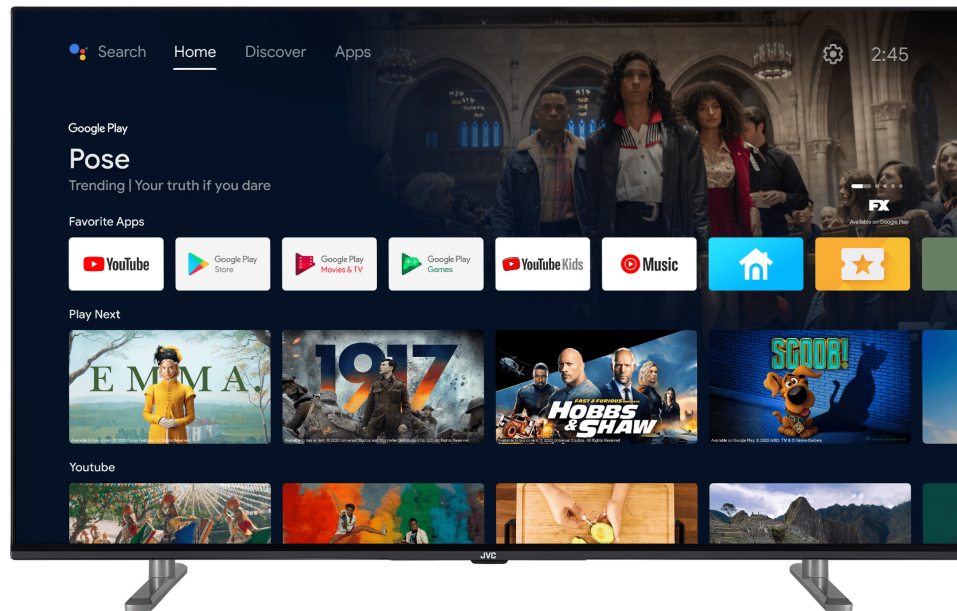 Search Home Discover Apps 2:45
Google Play
Pose
Trending | Your truth if you dare
FX
Available on Google Play
Favorite Apps
YouTube
Google Play
Store
Google Play
Movies & TV
Google Play
Games
YouTube Kids
Music
Play Next
EMMA.
1917
FAST & FURIOUS
HOBBS
& SHAW
SCOOB!
Youtube
JVC